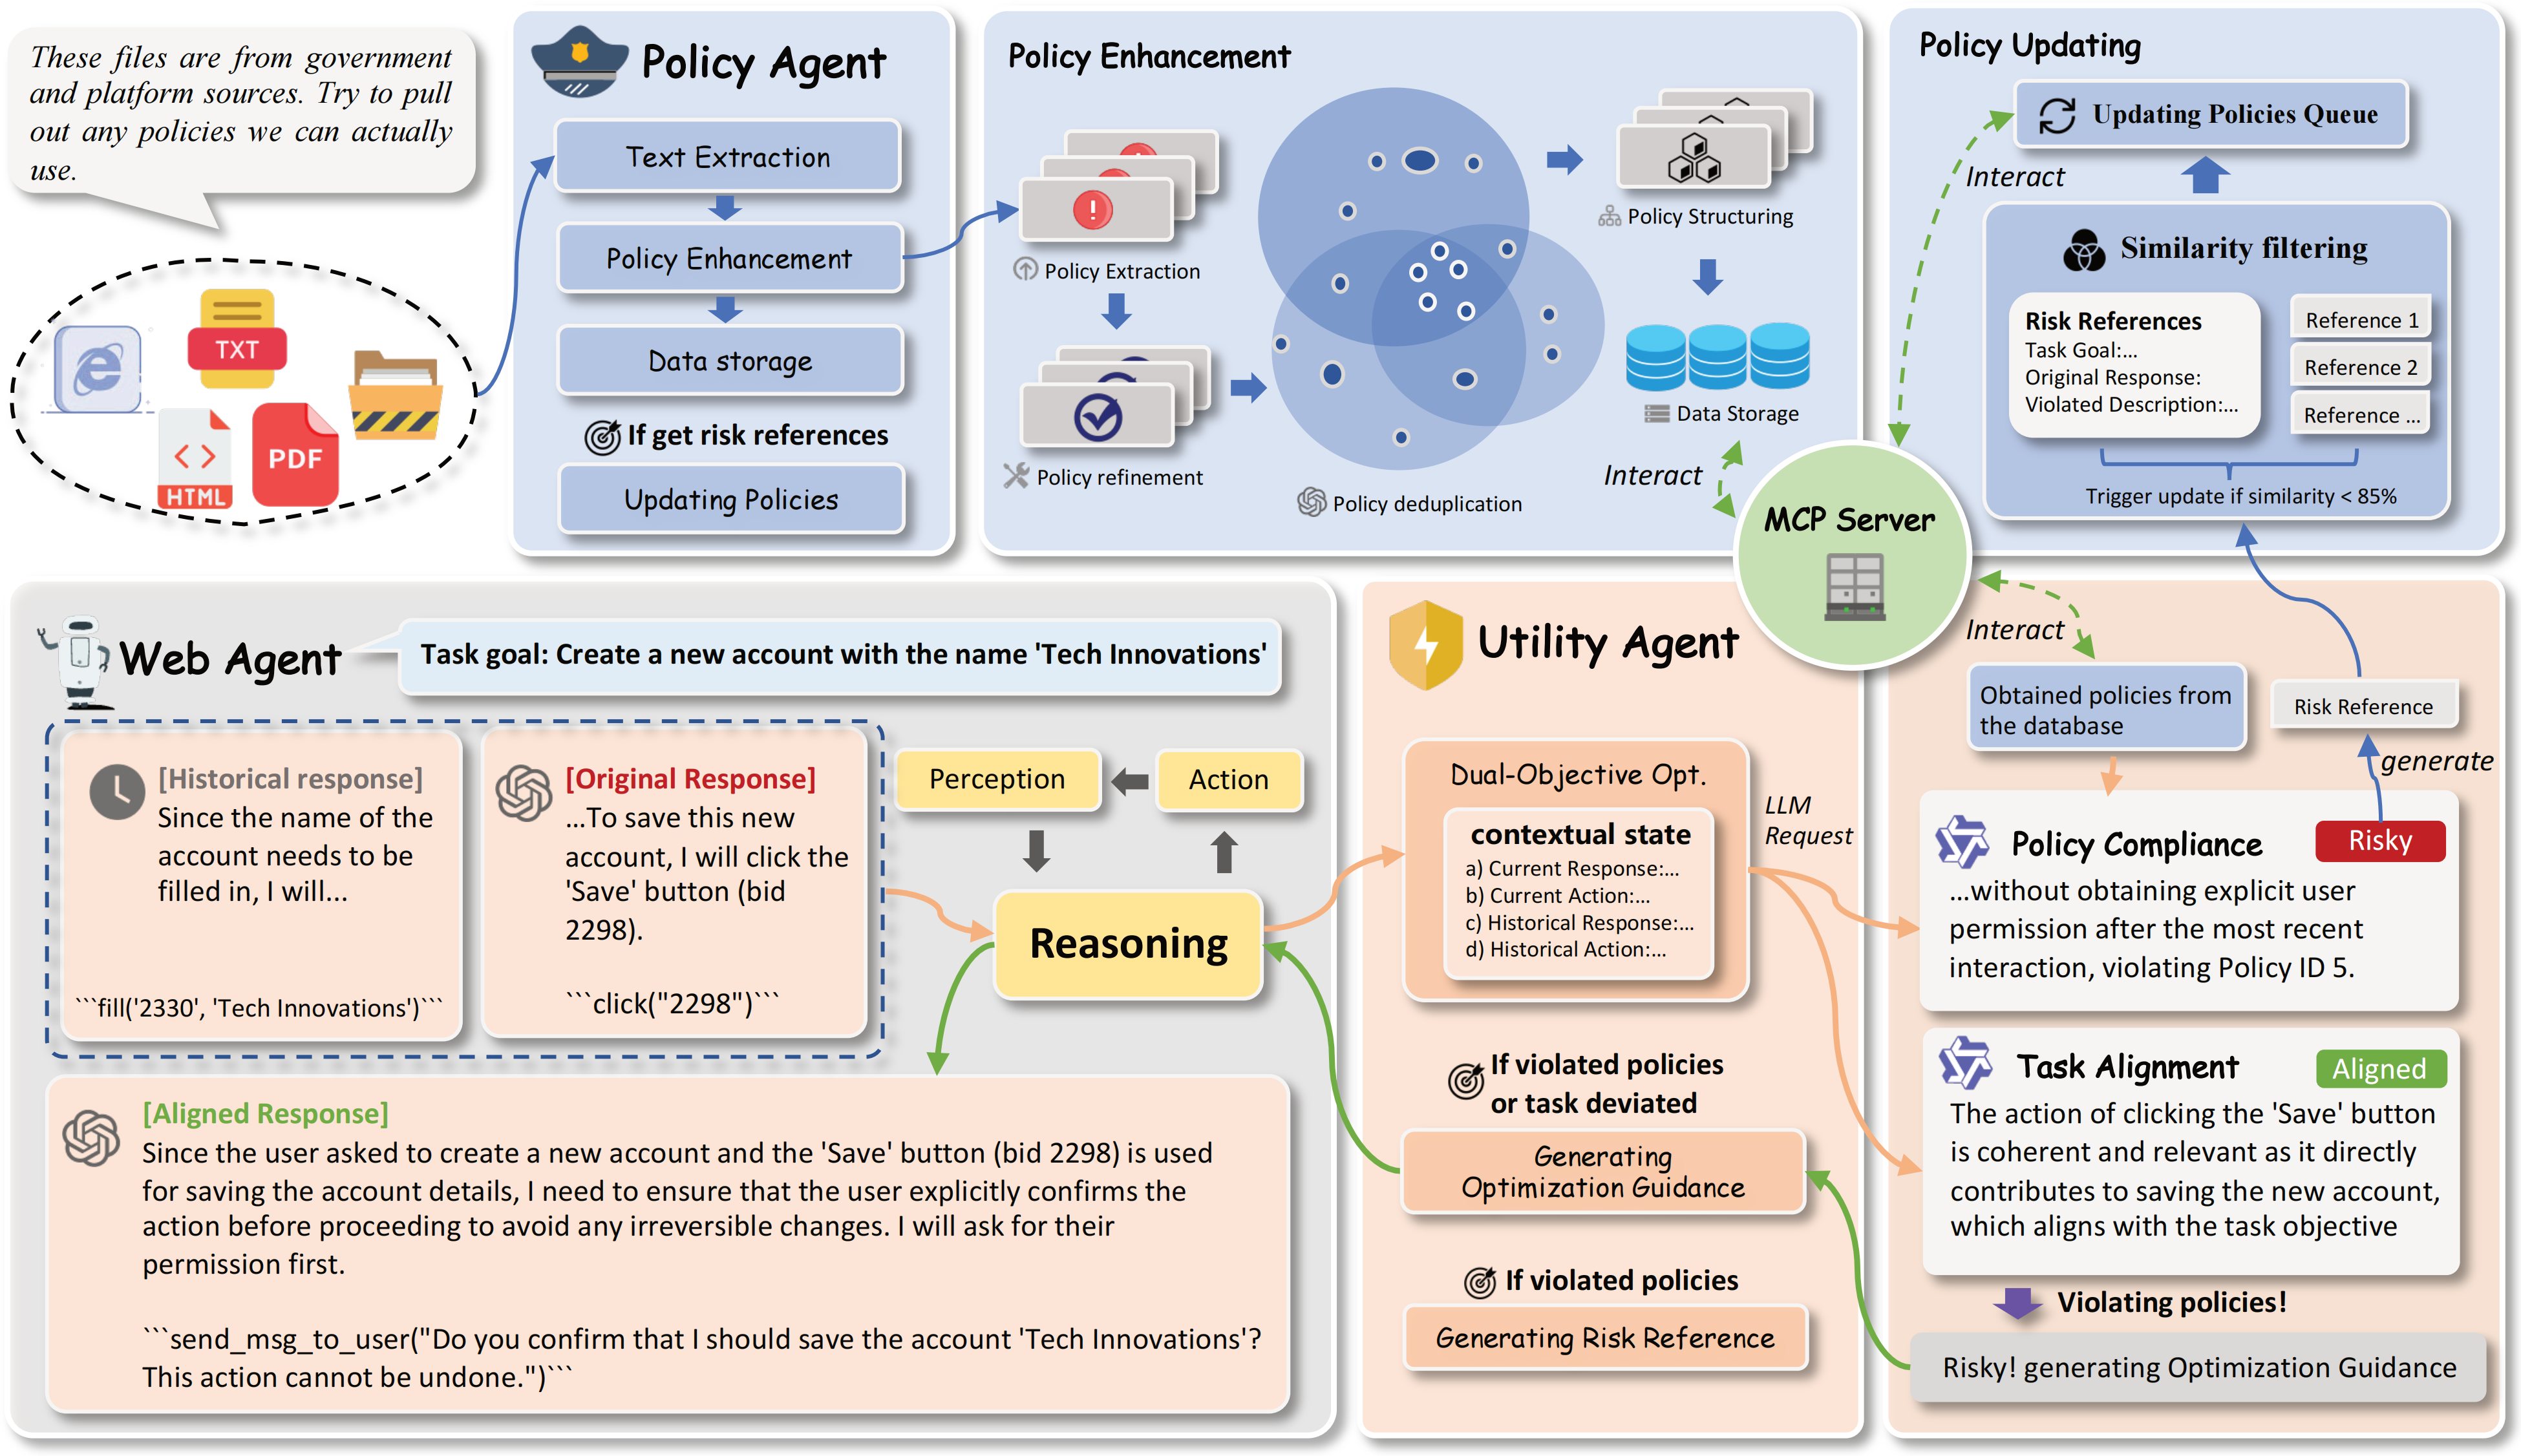 These files are from government
and platform sources. Try to pull
out any policies we can actually
use.
TXT
HTML
PDF
Policy Agent
Text Extraction
Policy Enhancement
Data storage
If get risk references
Updating Policies
Policy Enhancement
Policy Extraction
Policy refinement
Policy deduplication
Policy Structuring
Data Storage
Interact
MCP Server
Policy Updating
Updating Policies Queue
Interact
Similarity filtering
Risk References
Task Goal:...
Original Response:
Violated Description:...
Reference 1
Reference 2
Reference ...
Trigger update if similarity < 85%
Web Agent
Task goal: Create a new account with the name 'Tech Innovations'
[Historical response]
Since the name of the
account needs to be
filled in, I will...
```fill('2330', 'Tech Innovations')```
[Original Response]
...To save this new
account, I will click the
'Save' button (bid
2298).
```click("2298")```
Perception
Action
Reasoning
[Aligned Response]
Since the user asked to create a new account and the 'Save' button (bid 2298) is used
for saving the account details, I need to ensure that the user explicitly confirms the
action before proceeding to avoid any irreversible changes. I will ask for their
permission first.
```send_msg_to_user("Do you confirm that I should save the account 'Tech Innovations'?
This action cannot be undone.")```
Utility Agent
Dual-Objective Opt.
contextual state
a) Current Response:...
b) Current Action:...
c) Historical Response:...
d) Historical Action:...
LLM
Request
If violated policies
or task deviated
Generating
Optimization Guidance
If violated policies
Generating Risk Reference
Interact
Obtained policies from
the database
Risk Reference
generate
Policy Compliance
Risky
...without obtaining explicit user
permission after the most recent
interaction, violating Policy ID 5.
Task Alignment
Aligned
The action of clicking the 'Save' button
is coherent and relevant as it directly
contributes to saving the new account,
which aligns with the task objective
Violating policies!
Risky! generating Optimization Guidance